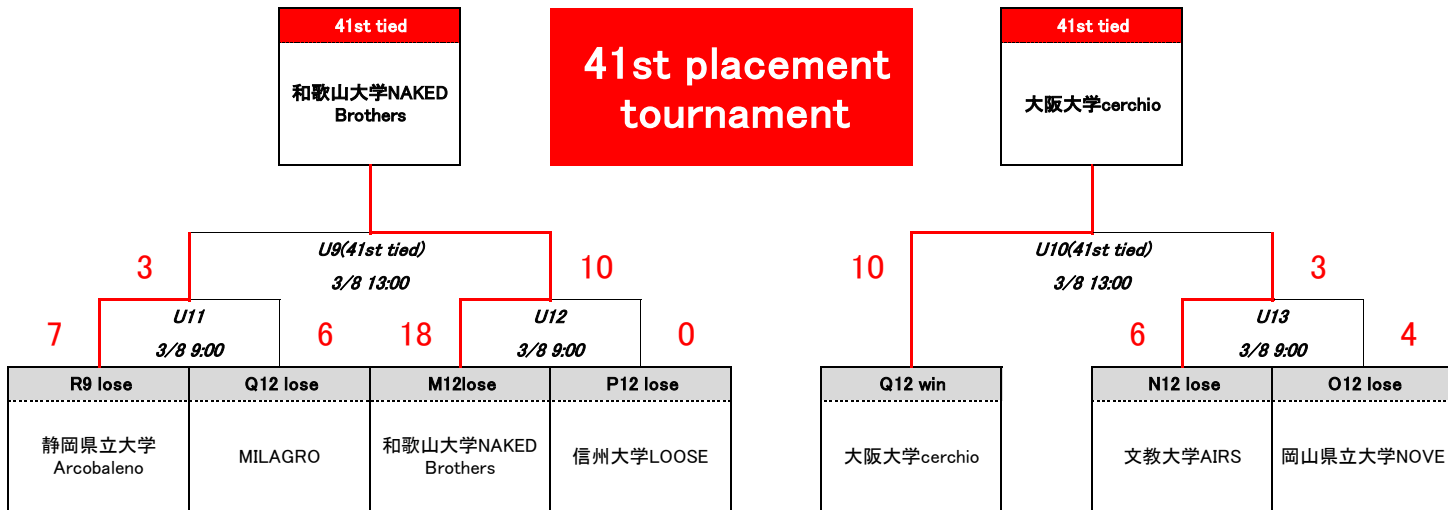 41st tied
和歌山大学NAKED
Brothers
41st placement
tournament
41st tied
大阪大学cerchio
U9(41st tied)
3/8 13:00
3
10
U10(41st tied)
3/8 13:00
10
3
U11
3/8 9:00
7
6
U12
3/8 9:00
18
0
U13
3/8 9:00
6
4
R9 lose
Q12 lose
M12lose
P12 lose
Q12 win
N12 lose
O12 lose
静岡県立大学
Arcobaleno
MILAGRO
和歌山大学NAKED
Brothers
信州大学LOOSE
大阪大学cerchio
文教大学AIRS
岡山県立大学NOVE